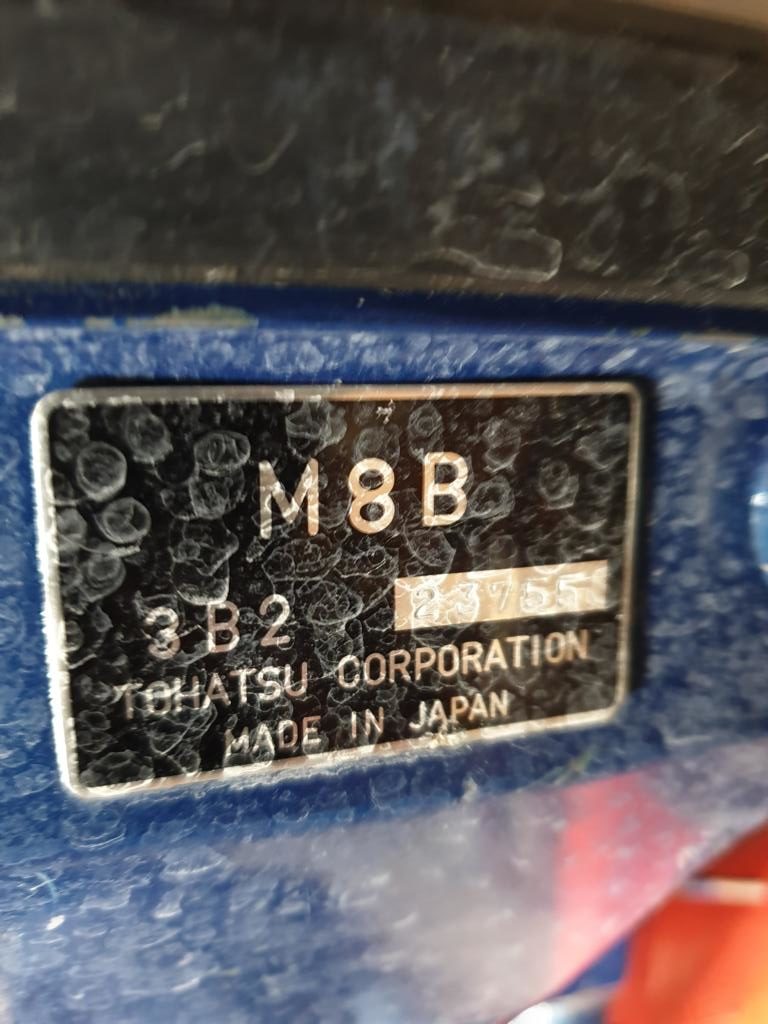 M8B
3B2 23755
TOHATSU CORPORATION
MADE IN JAPAN